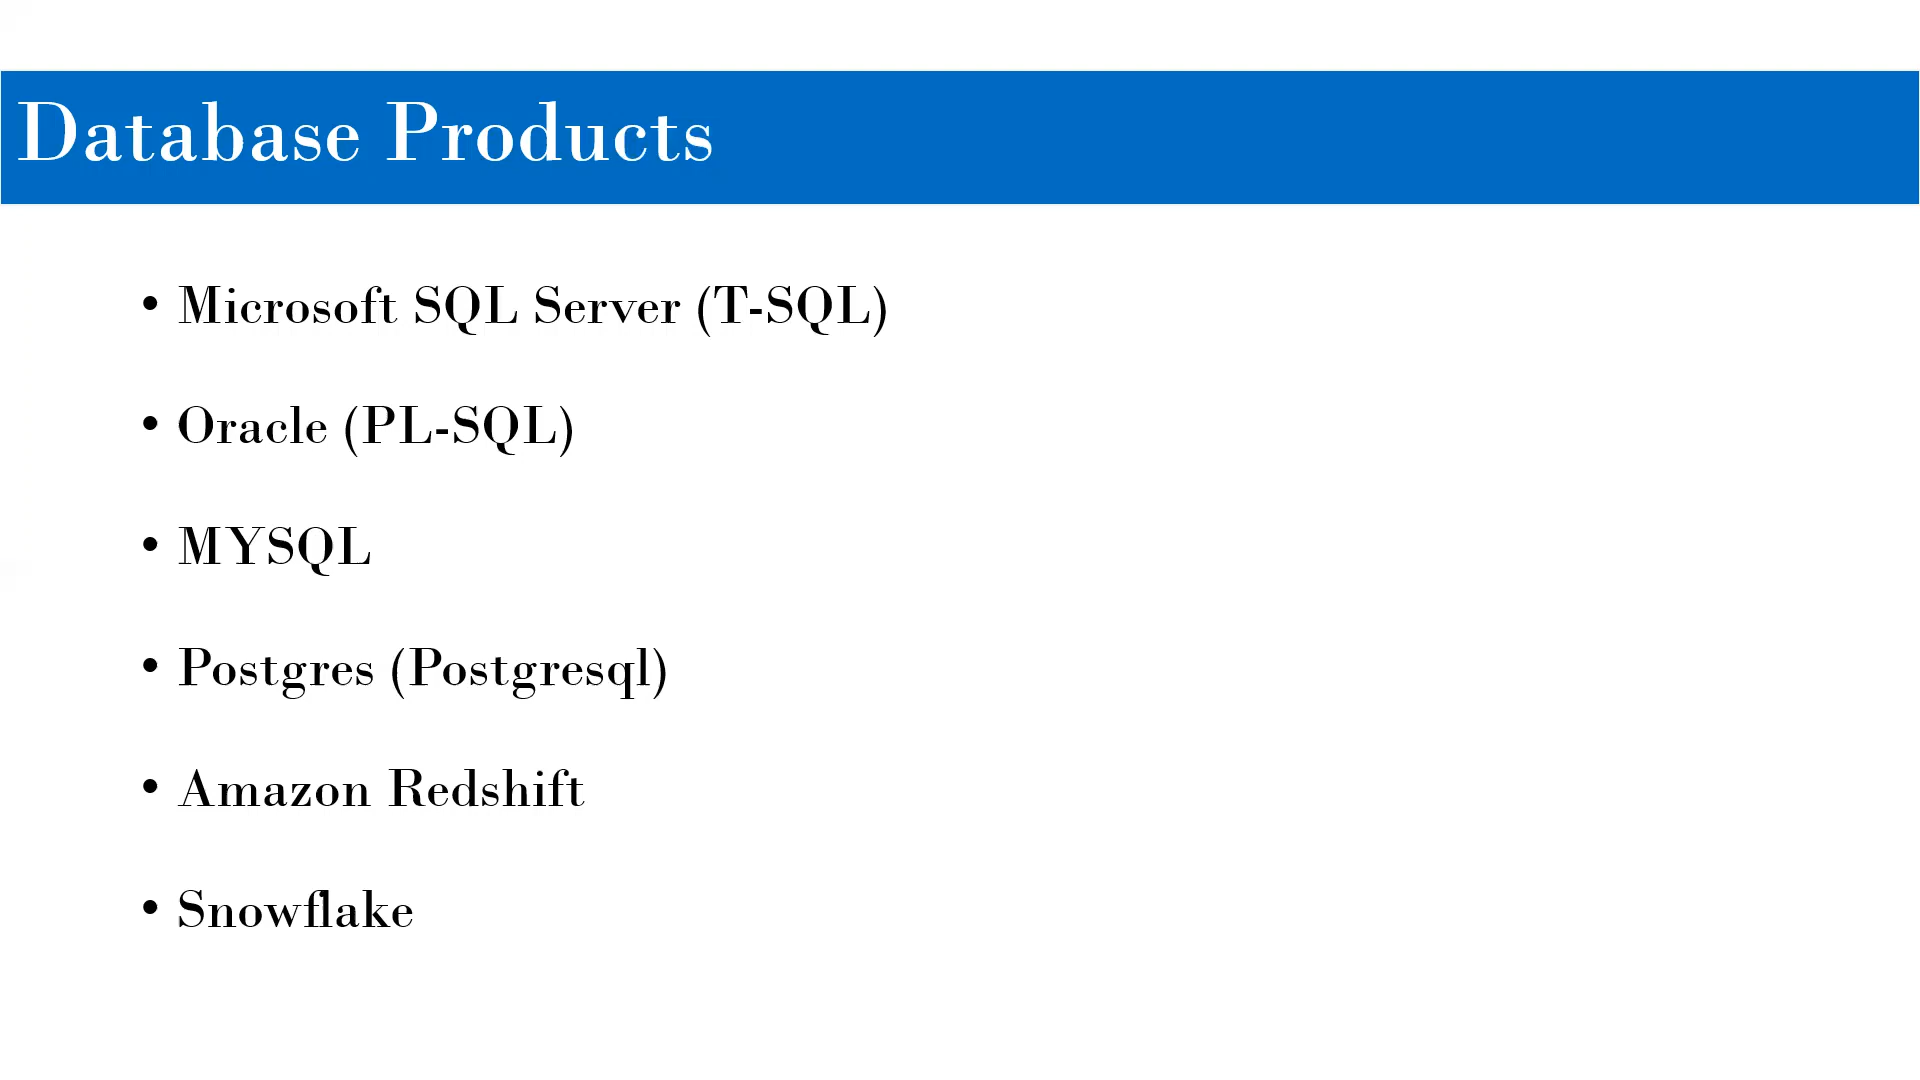 Database Products
• Microsoft SQL Server (T-SQL)
• Oracle (PL-SQL)
• MYSQL
• Postgres (Postgresql)
• Amazon Redshift
• Snowflake